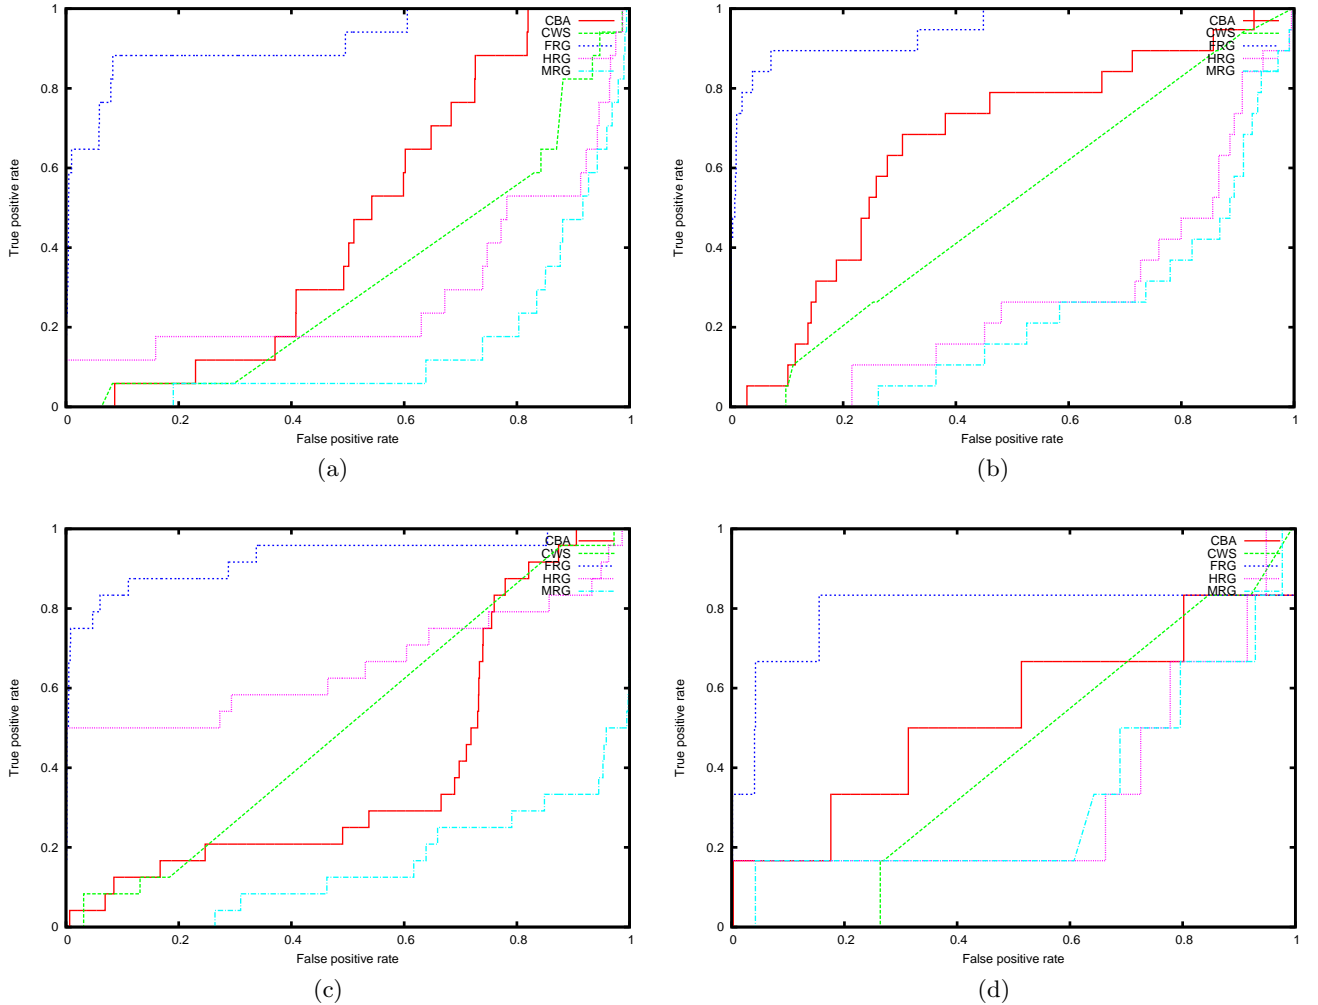 1
0.8
0.6
0.4
0.2
0
True positive rate
CBA
CWS
FRG
HRG
MRG
0 0.2 0.4 0.6 0.8 1
False positive rate
(a)
1
0.8
0.6
0.4
0.2
0
True positive rate
CBA
CWS
FRG
HRG
MRG
0 0.2 0.4 0.6 0.8 1
False positive rate
(b)
1
0.8
0.6
0.4
0.2
0
True positive rate
CBA
CWS
FRG
HRG
MRG
0 0.2 0.4 0.6 0.8 1
False positive rate
(c)
1
0.8
0.6
0.4
0.2
0
True positive rate
CBA
CWS
FRG
HRG
MRG
0 0.2 0.4 0.6 0.8 1
False positive rate
(d)